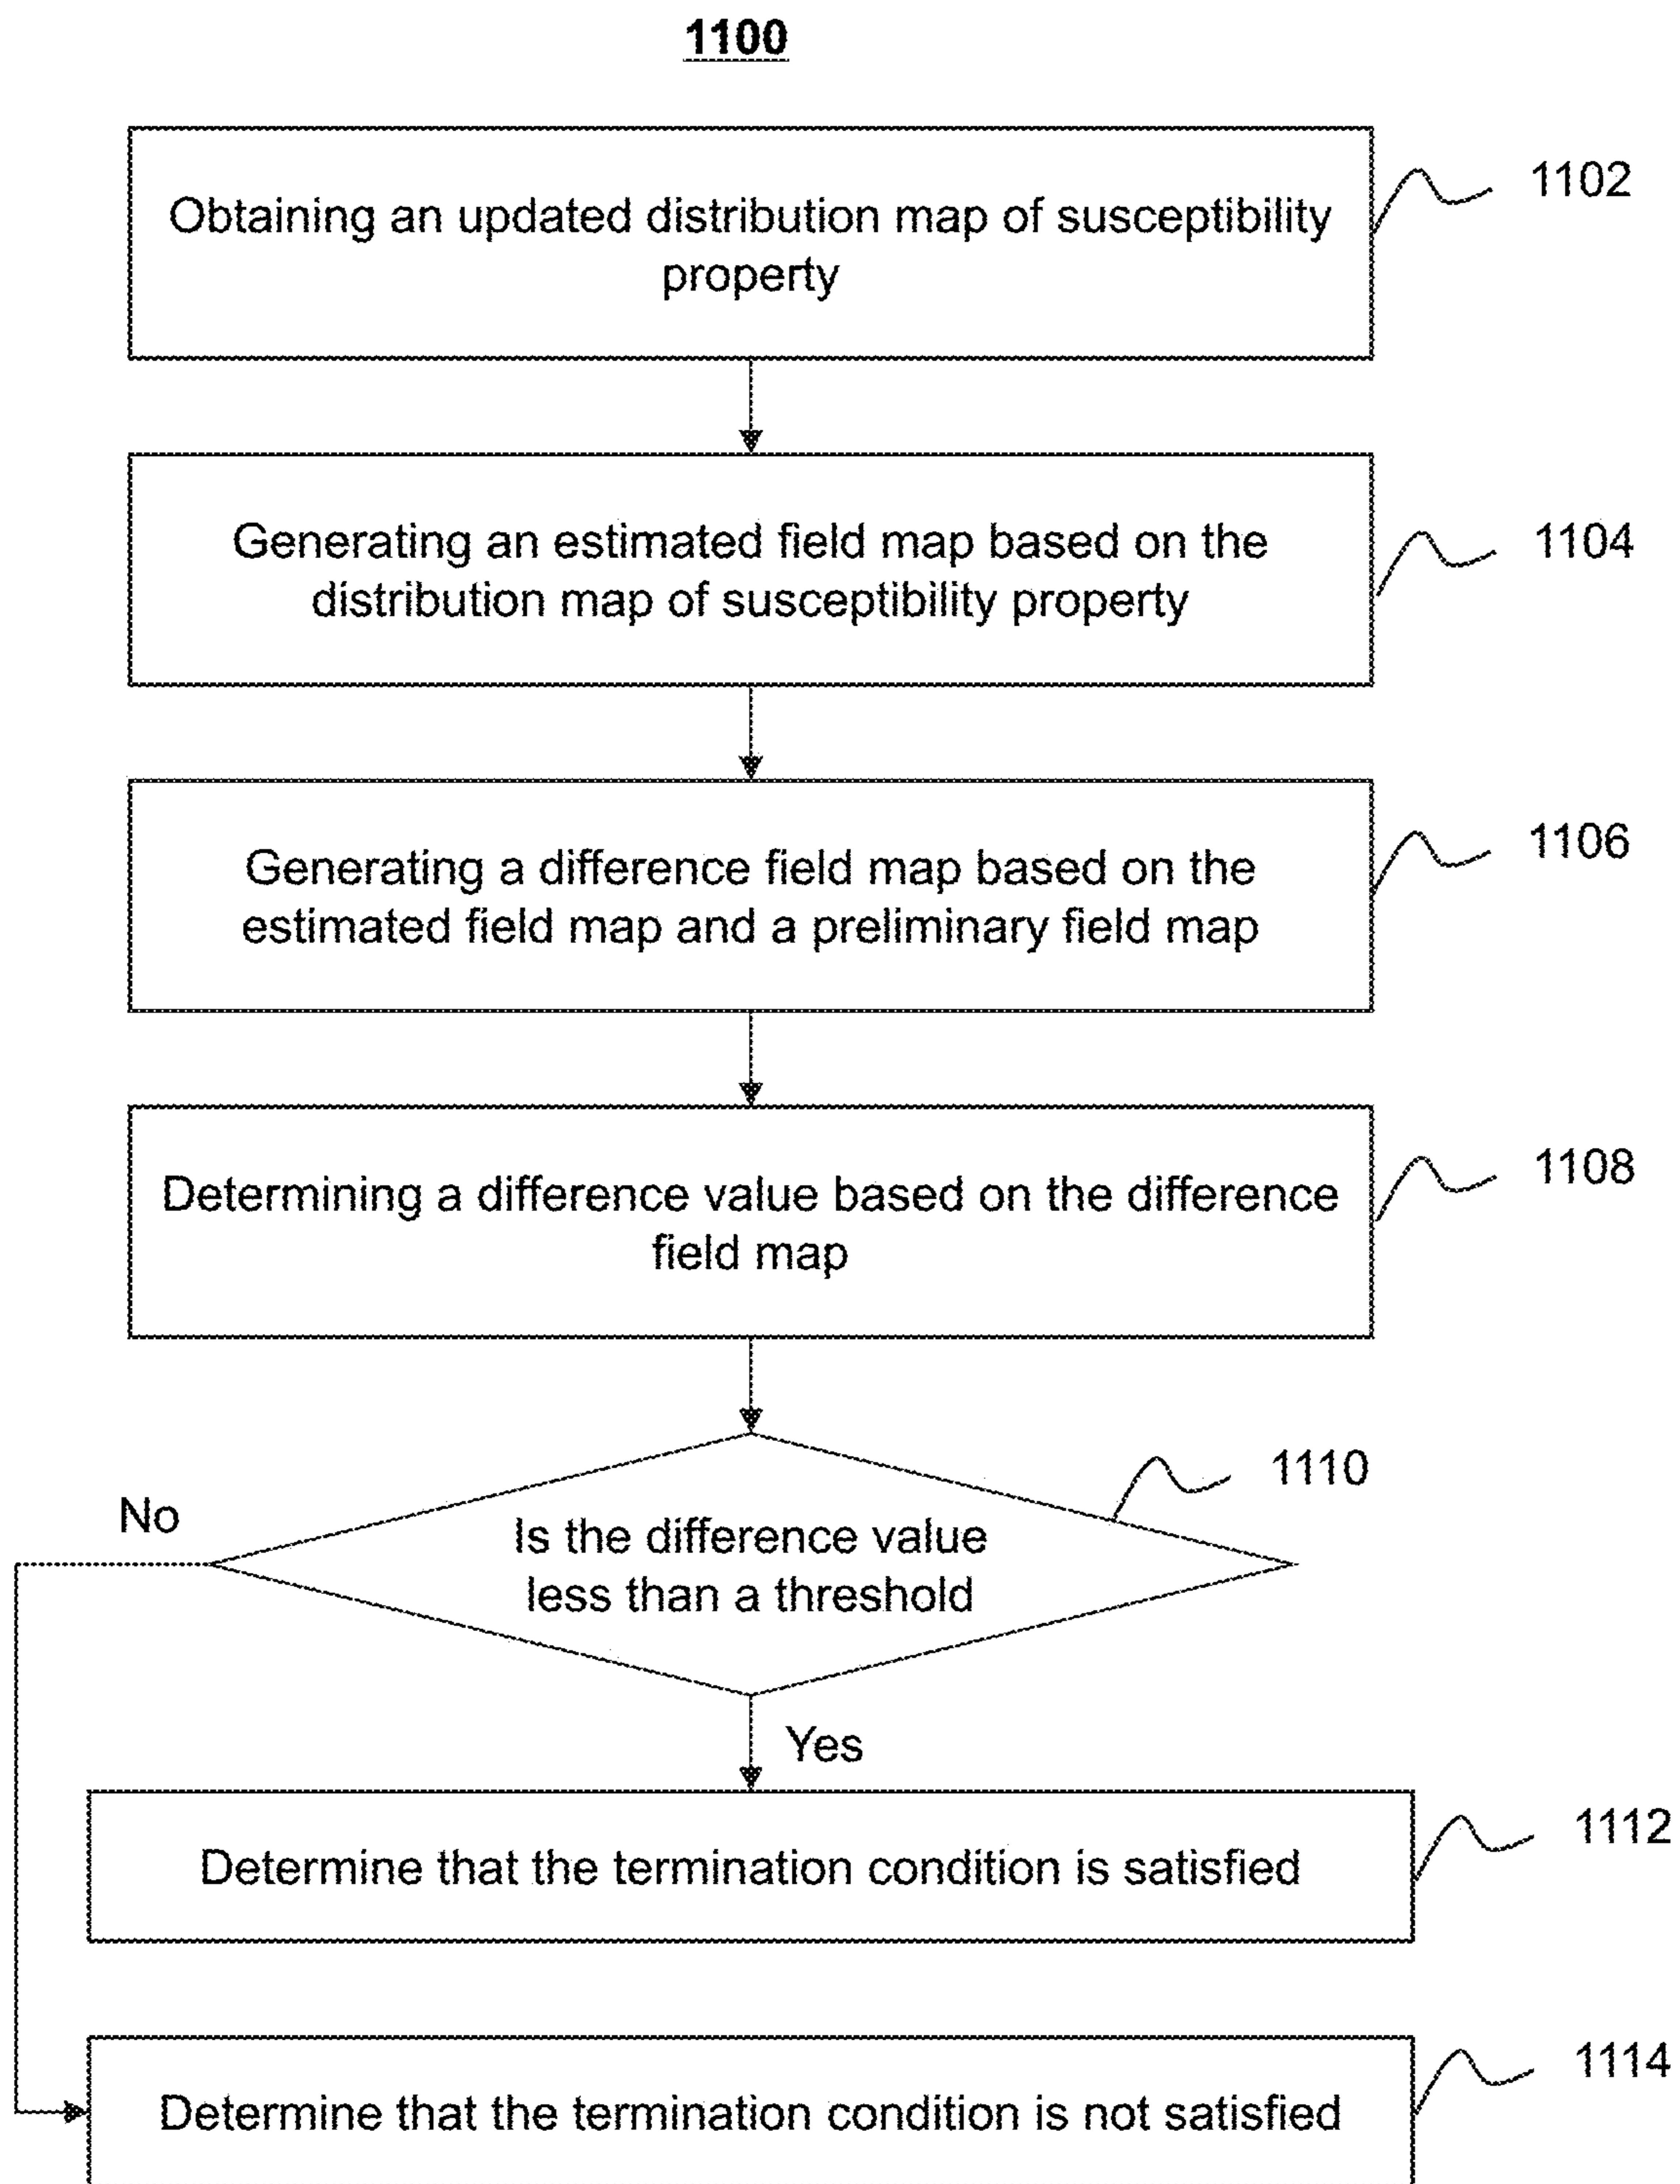 1100
Obtaining an updated distribution map of susceptibility
property
1102
Generating an estimated field map based on the
distribution map of susceptibility property
1104
Generating a difference field map based on the
estimated field map and a preliminary field map
1106
Determining a difference value based on the difference
field map
1108
Is the difference value
less than a threshold
1110
No
Yes
Determine that the termination condition is satisfied
1112
Determine that the termination condition is not satisfied
1114